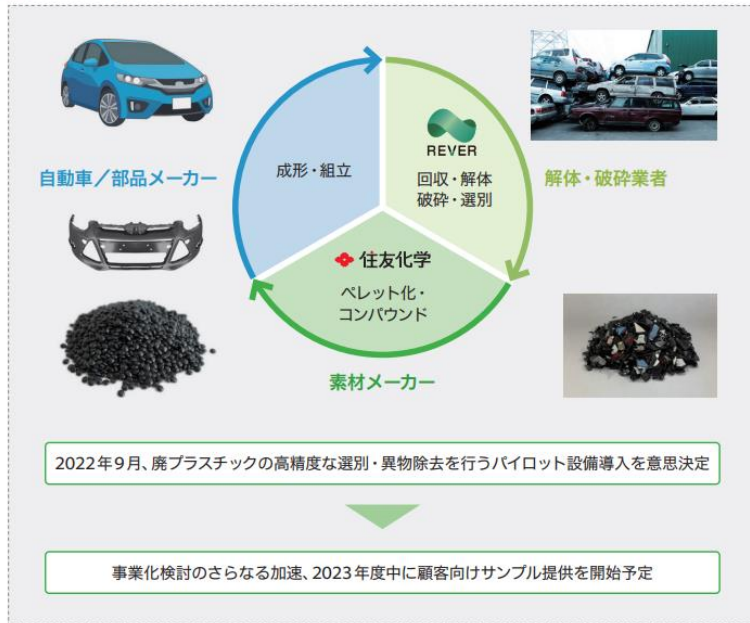 自動車／部品メーカー
成形・組立
REVER
回収・解体
破砕・選別
解体・破砕業者
住友化学
ペレット化・
コンパウンド
素材メーカー
2022年9月、廃プラスチックの高精度な選別・異物除去を行うパイロット設備導入を意思決定
事業化検討のさらなる加速、2023年度中に顧客向けサンプル提供を開始予定